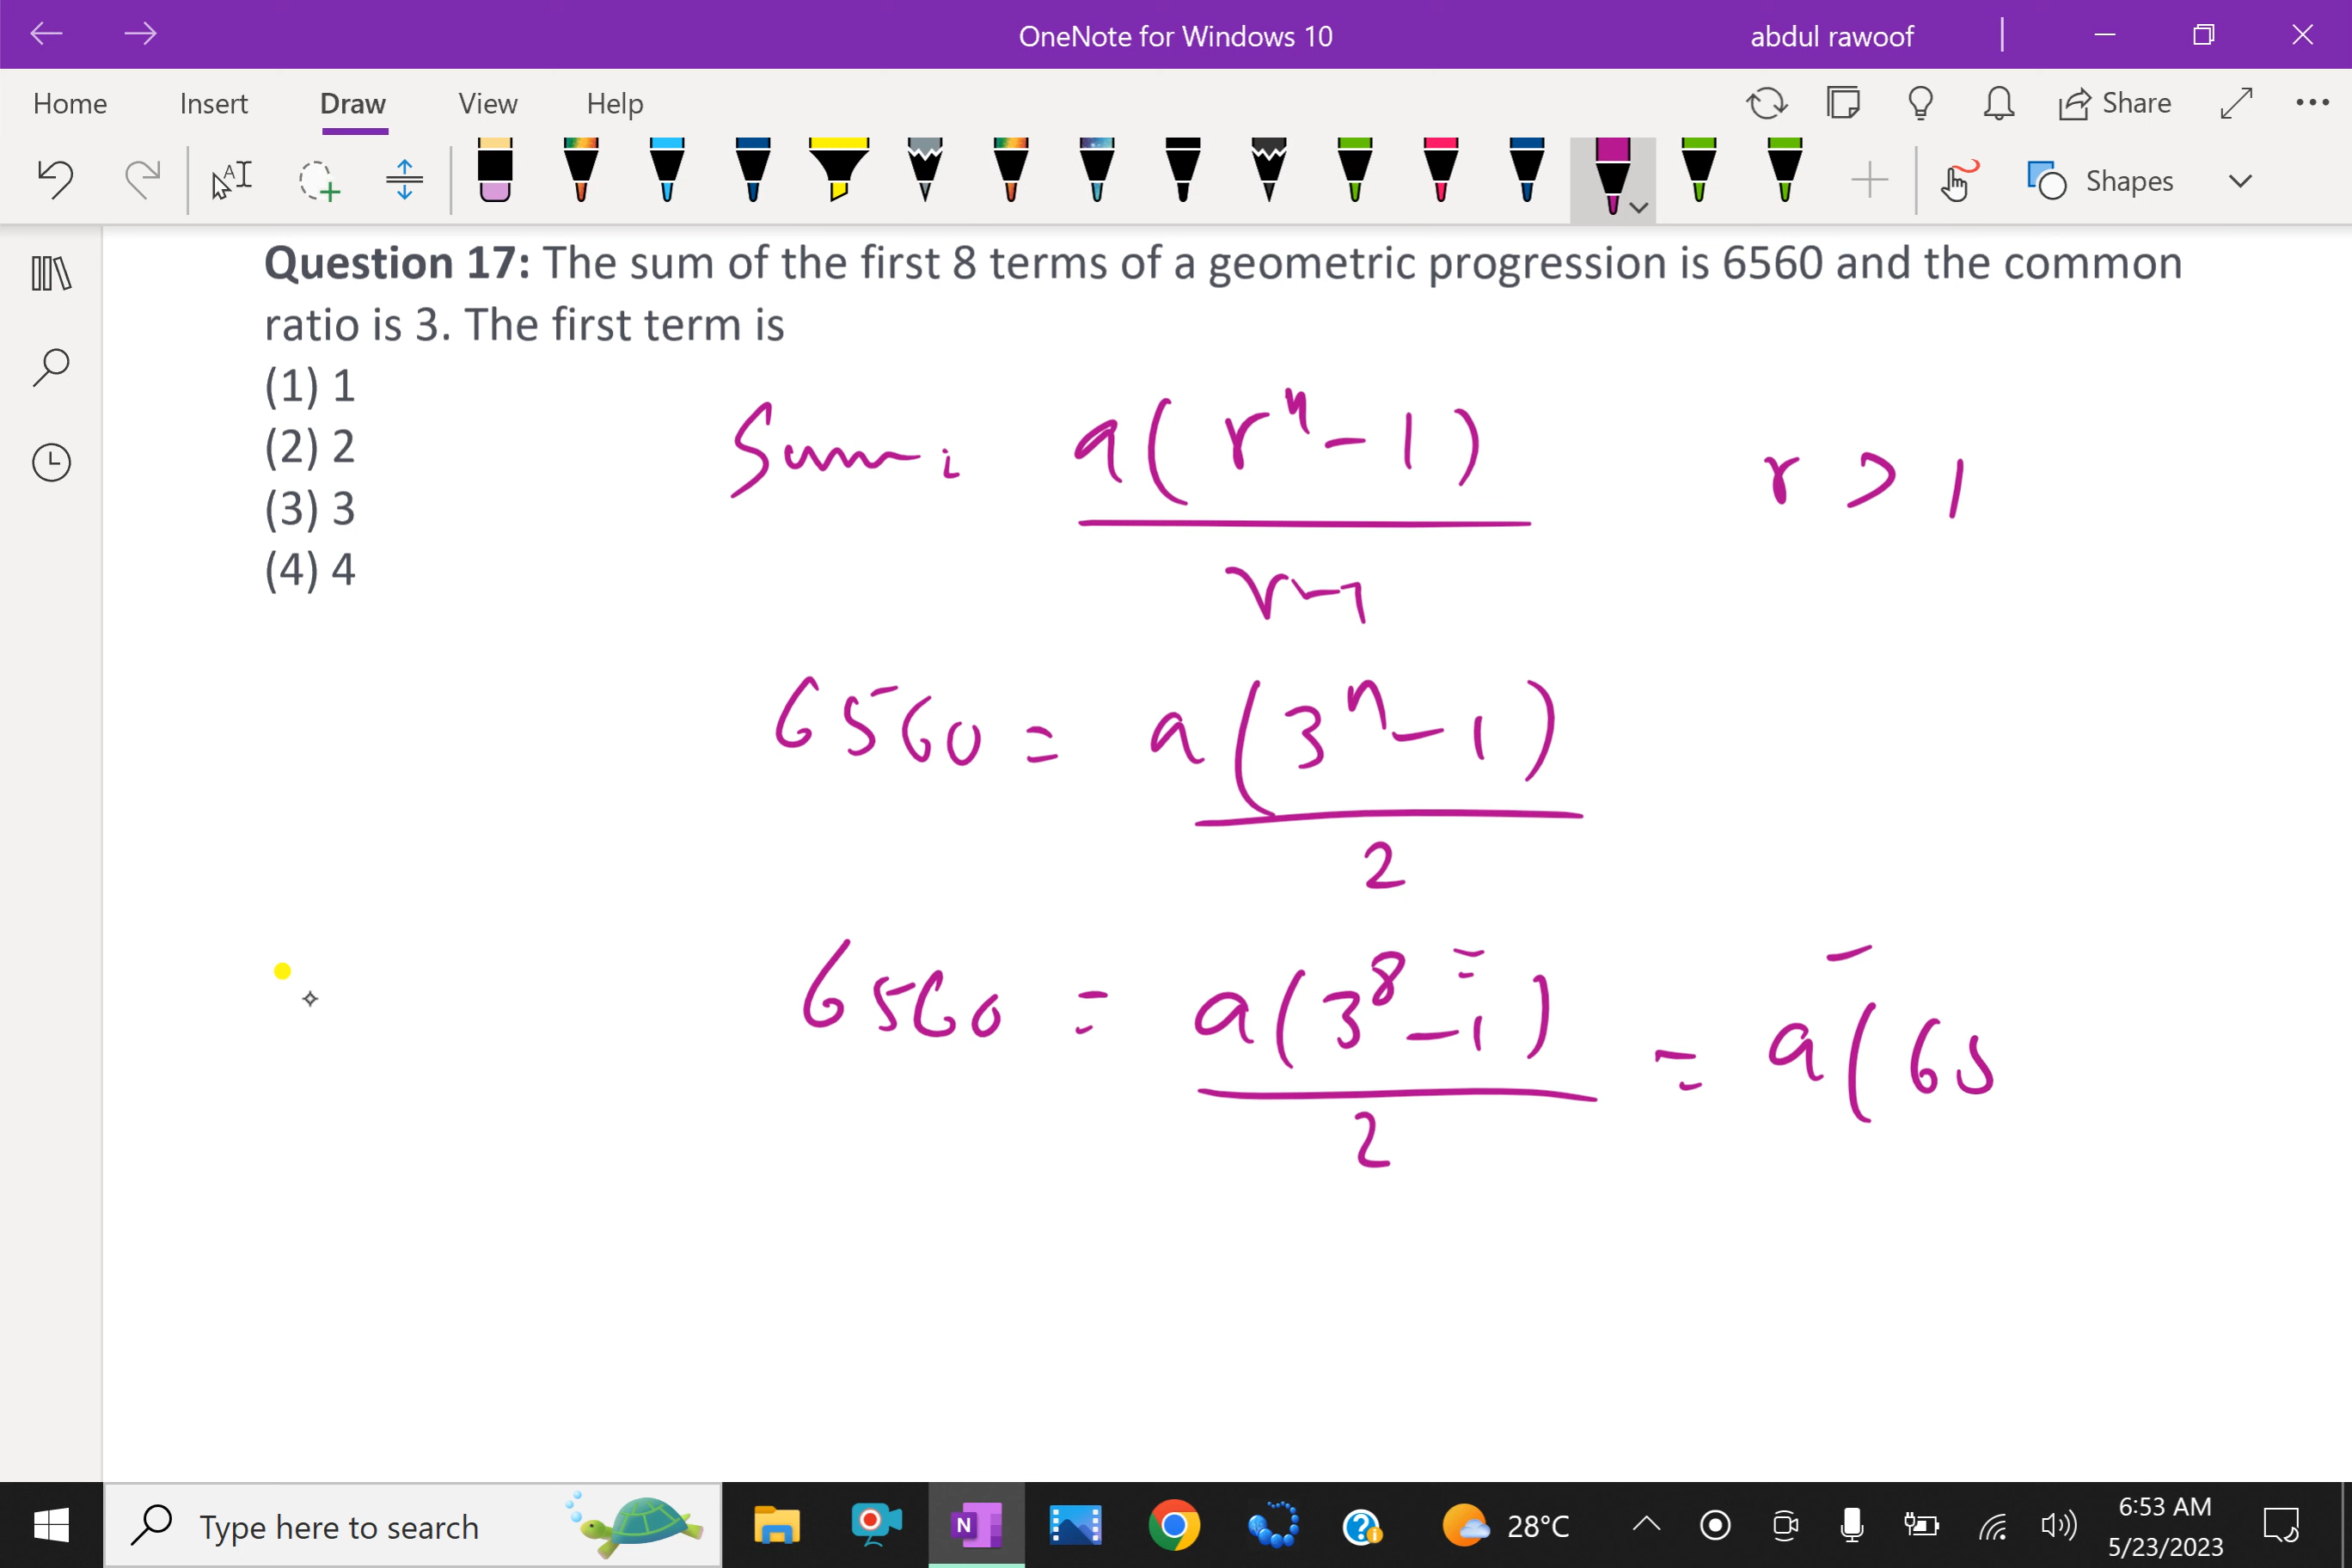 OneNote for Windows 10
abdul rawoof
Home Insert Draw View Help
Share
Shapes
Question 17: The sum of the first 8 terms of a geometric progression is 6560 and the common
ratio is 3. The first term is
(1) 1
(2) 2
(3) 3
(4) 4
Sum = a(rⁿ - 1) r > 1
r-1
6560 = a(3ⁿ - 1)
2
6560 = a(3⁸ - 1) = a(65
2
Type here to search
28°C
6:53 AM
5/23/2023